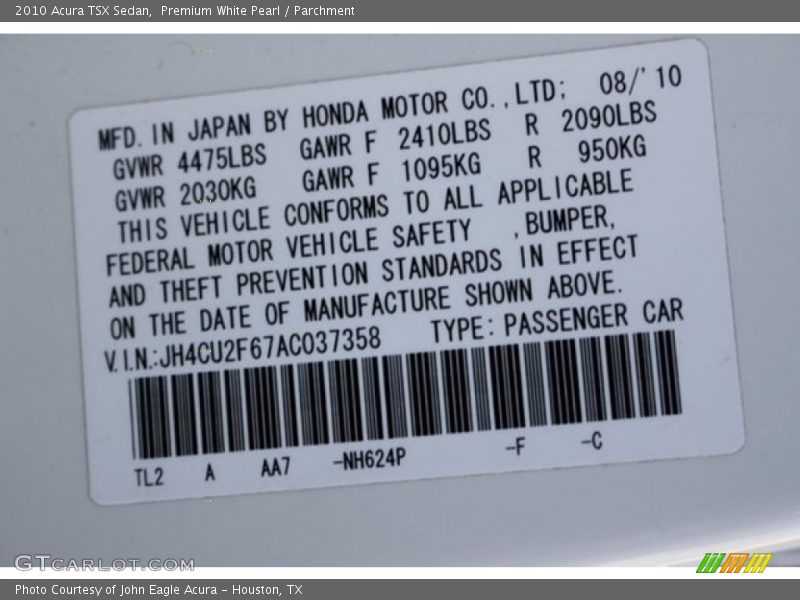 2010 Acura TSX Sedan, Premium White Pearl / Parchment
MFD. IN JAPAN BY HONDA MOTOR CO.,LTD; 08/'10
GVWR 4475LBS GAWR F 2410LBS R 2090LBS
GVWR 2030KG GAWR F 1095KG R 950KG
THIS VEHICLE CONFORMS TO ALL APPLICABLE
FEDERAL MOTOR VEHICLE SAFETY ,BUMPER,
AND THEFT PREVENTION STANDARDS IN EFFECT
ON THE DATE OF MANUFACTURE SHOWN ABOVE.
V.I.N.:JH4CU2F67AC037358 TYPE: PASSENGER CAR
TL2 A AA7 -NH624P -F -C
GTCARLOT.COM
Photo Courtesy of John Eagle Acura - Houston, TX